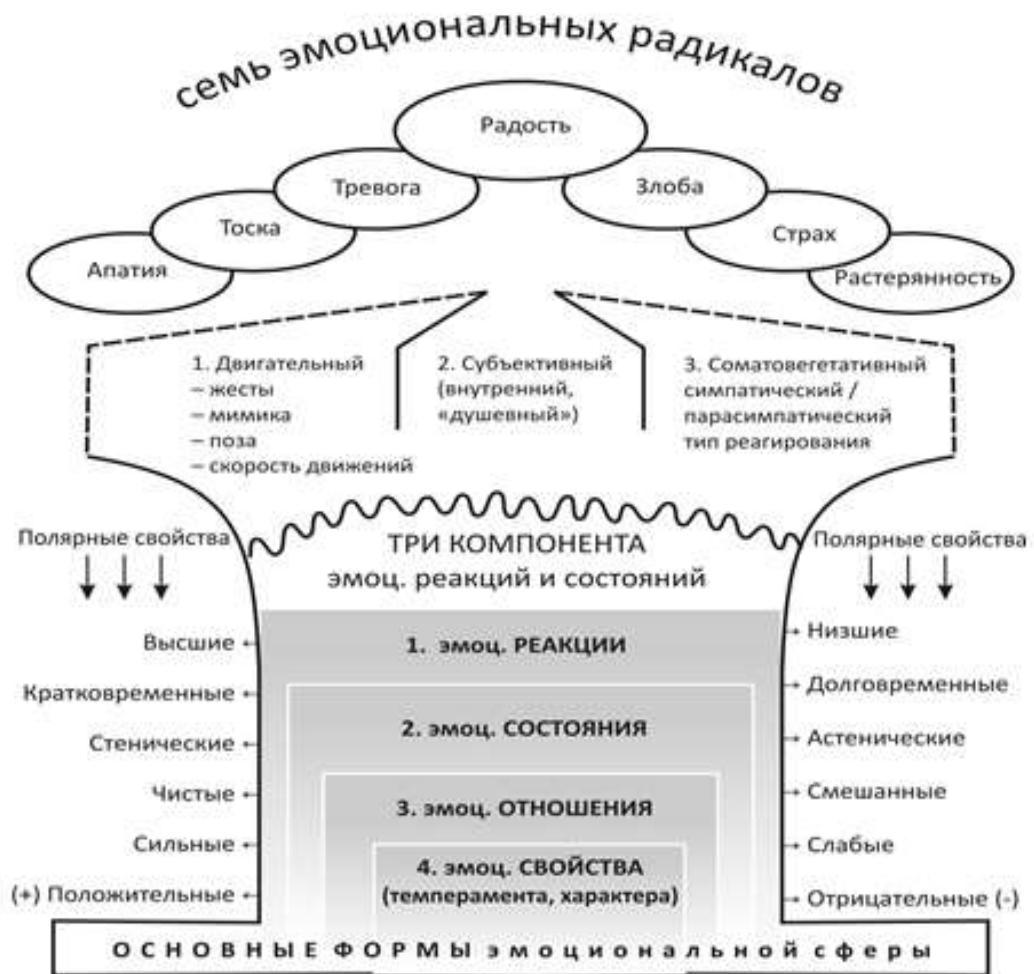 семь эмоциональных радикалов
Радость
Тревога
Злоба
Тоска
Страх
Апатия
Растерянность
1. Двигательный
– жесты
– мимика
– поза
– скорость движений
2. Субъективный
(внутренний,
«душевный»)
3. Соматовегетативный
симпатический /
парасимпатический
тип реагирования
Полярные свойства
ТРИ КОМПОНЕНТА
эмоц. реакций и состояний
Полярные свойства
Высшие
1. эмоц. РЕАКЦИИ
Низшие
Кратковременные
Долговременные
2. эмоц. СОСТОЯНИЯ
Стенические
Астенические
Чистые
Смешанные
3. эмоц. ОТНОШЕНИЯ
Сильные
Слабые
4. эмоц. СВОЙСТВА
(темперамента, характера)
(+) Положительные
Отрицательные (-)
ОСНОВНЫЕ ФОРМЫ эмоциональной сферы